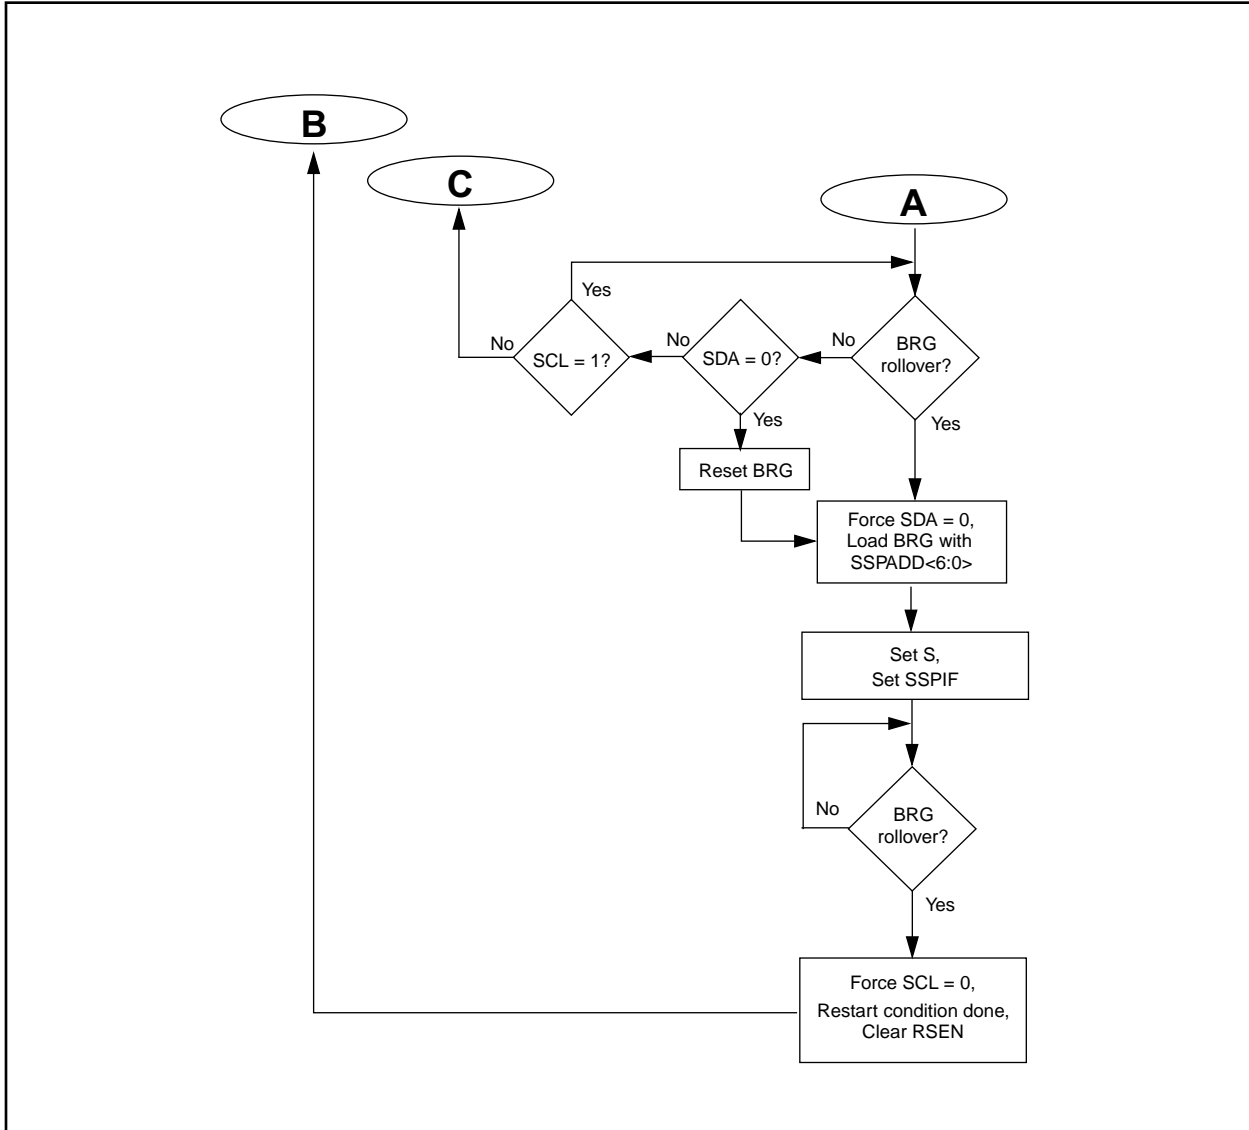 B
C
A
Yes
No
SCL = 1?
No
SDA = 0?
No
BRG
rollover?
Yes
Yes
Reset BRG
Force SDA = 0,
Load BRG with
SSPADD<6:0>
Set S,
Set SSPIF
No
BRG
rollover?
Yes
Force SCL = 0,
Restart condition done,
Clear RSEN